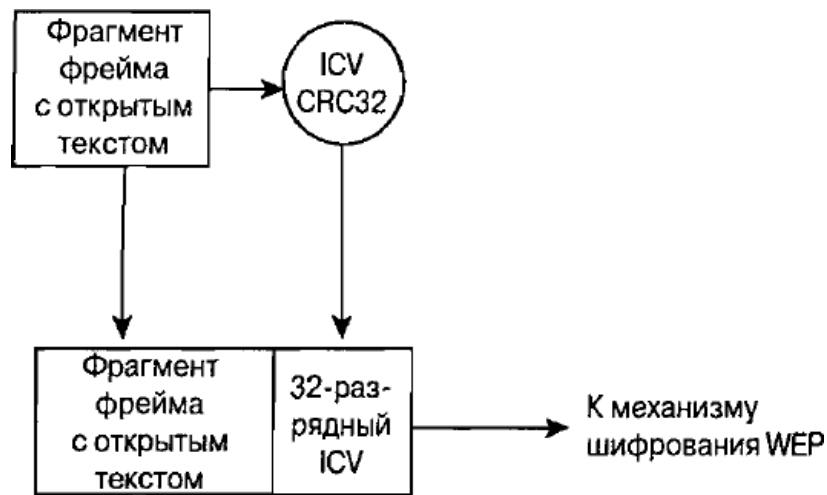 Фрагмент
фрейма
с открытым
текстом
ICV
CRC32
Фрагмент
фрейма
с открытым
текстом
32-раз-
рядный
ICV
К механизму
шифрования WEP